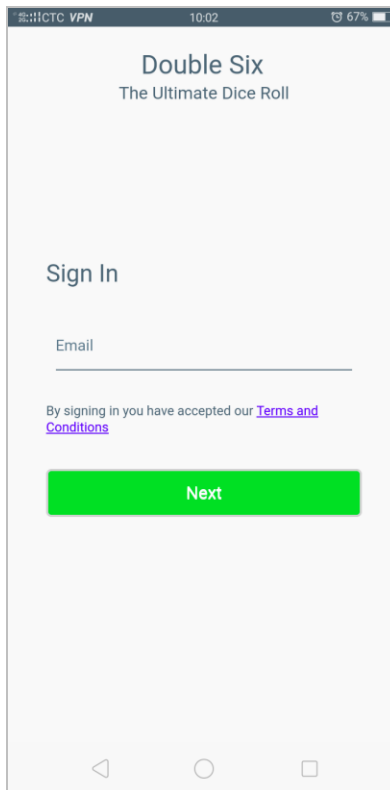 CTC VPN 10:02 67%
Double Six
The Ultimate Dice Roll
Sign In
Email
By signing in you have accepted our Terms and
Conditions
Next